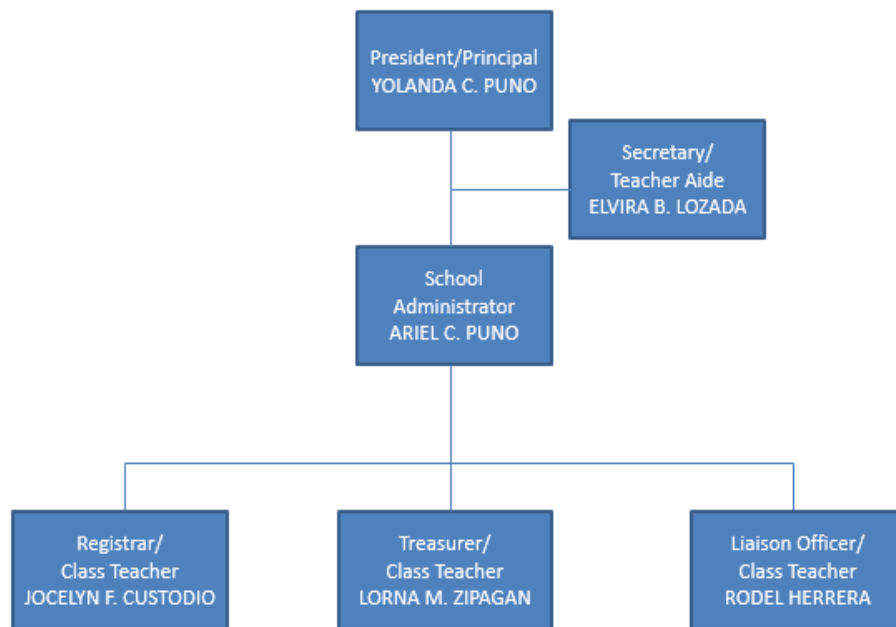 President/Principal
YOLANDA C. PUNO
Secretary/
Teacher Aide
ELVIRA B. LOZADA
School
Administrator
ARIEL C. PUNO
Registrar/
Class Teacher
JOCELYN F. CUSTODIO
Treasurer/
Class Teacher
LORNA M. ZIPAGAN
Liaison Officer/
Class Teacher
RODEL HERRERA